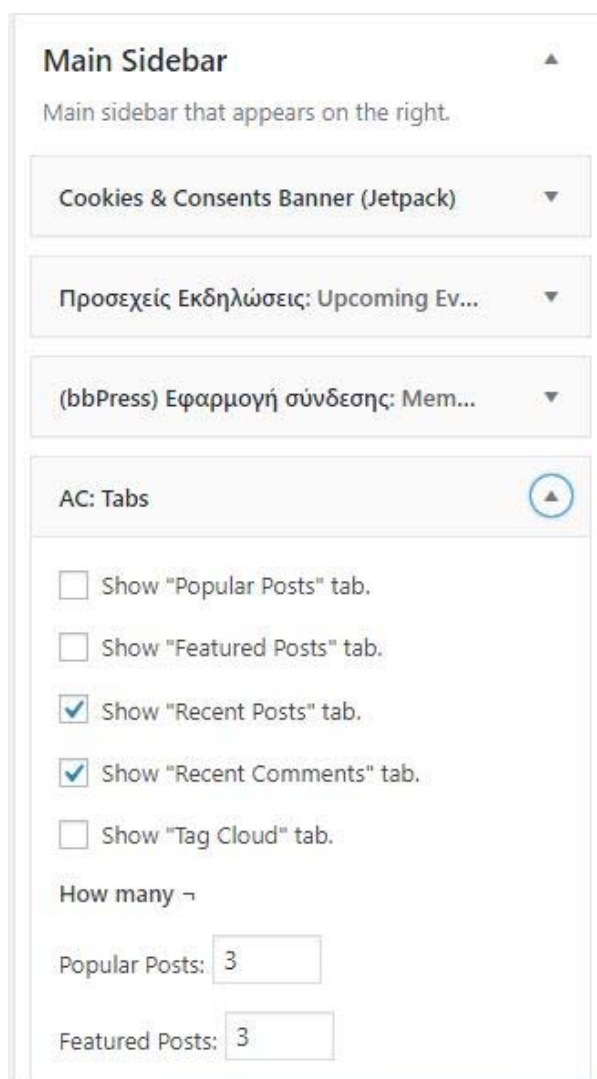 Main Sidebar
Main sidebar that appears on the right.
Cookies & Consents Banner (Jetpack)
Προσεχείς Εκδηλώσεις: Upcoming Ev...
(bbPress) Εφαρμογή σύνδεσης: Mem...
AC: Tabs
Show "Popular Posts" tab.
Show "Featured Posts" tab.
Show "Recent Posts" tab.
Show "Recent Comments" tab.
Show "Tag Cloud" tab.
How many ¬
Popular Posts: 3
Featured Posts: 3